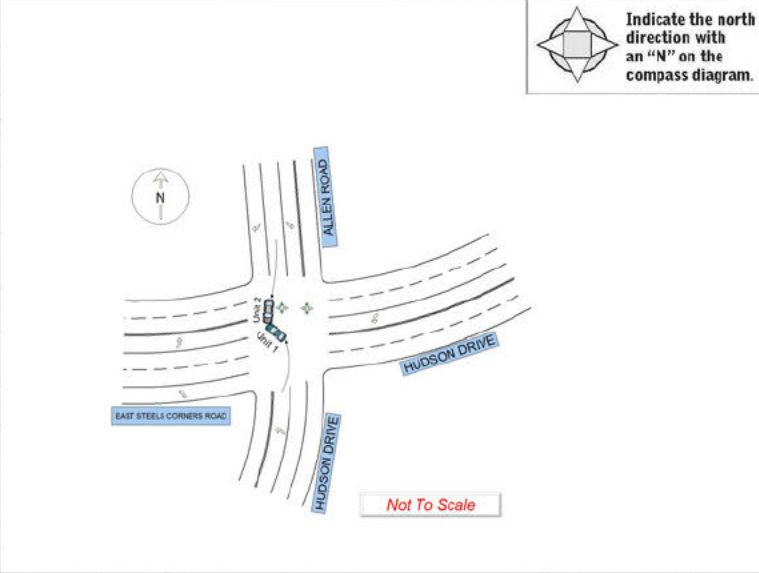 Indicate the north
direction with
an “N” on the
compass diagram.
ALLEN ROAD
N
Unit 2
Unit 1
HUDSON DRIVE
EAST STEELS CORNERS ROAD
HUDSON DRIVE
Not To Scale